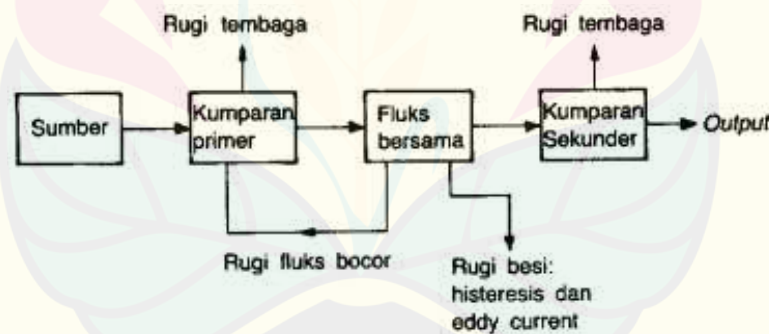 Rugi tembaga
Rugi tembaga
Sumber
Kumparan
primer
Fluks
bersama
Kumparan
Sekunder
Output
Rugi fluks bocor
Rugi besi:
histeresis dan
eddy current